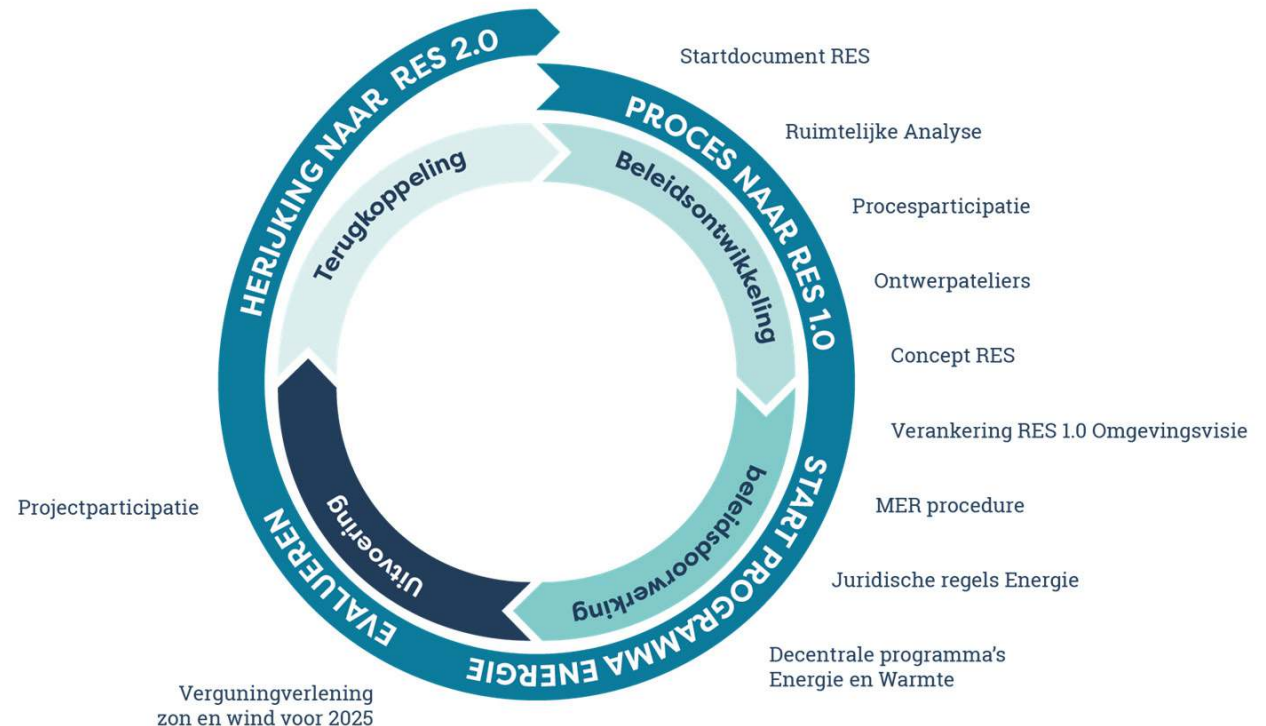 HERIJKING NAAR RES 2.0
PROCES NAAR RES 1.0
START PROGRAMMA ENERGIE
EVALUEREN
Terugkoppeling
Beleidsontwikkeling
beleidsdoorwerking
Uitvoering
Startdocument RES
Ruimtelijke Analyse
Procesparticipatie
Ontwerpateliers
Concept RES
Verankering RES 1.0 Omgevingsvisie
MER procedure
Juridische regels Energie
Decentrale programma's
Energie en Warmte
Verguningverlening
zon en wind voor 2025
Projectparticipatie